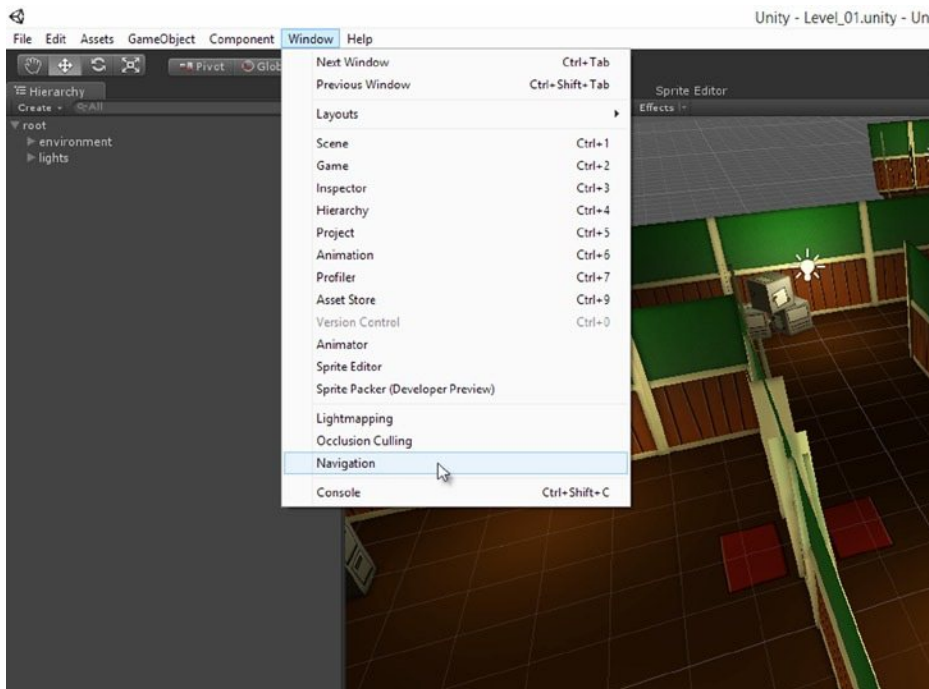 Unity - Level_01.unity - Un
File Edit Assets GameObject Component Window Help
Pivot Glob
Hierarchy
Create All
root
environment
lights
Next Window Ctrl+Tab
Previous Window Ctrl+Shift+Tab
Layouts
Scene Ctrl+1
Game Ctrl+2
Inspector Ctrl+3
Hierarchy Ctrl+4
Project Ctrl+5
Animation Ctrl+6
Profiler Ctrl+7
Asset Store Ctrl+9
Version Control Ctrl+0
Animator
Sprite Editor
Sprite Packer (Developer Preview)
Lightmapping
Occlusion Culling
Navigation
Console Ctrl+Shift+C
Sprite Editor
Effects